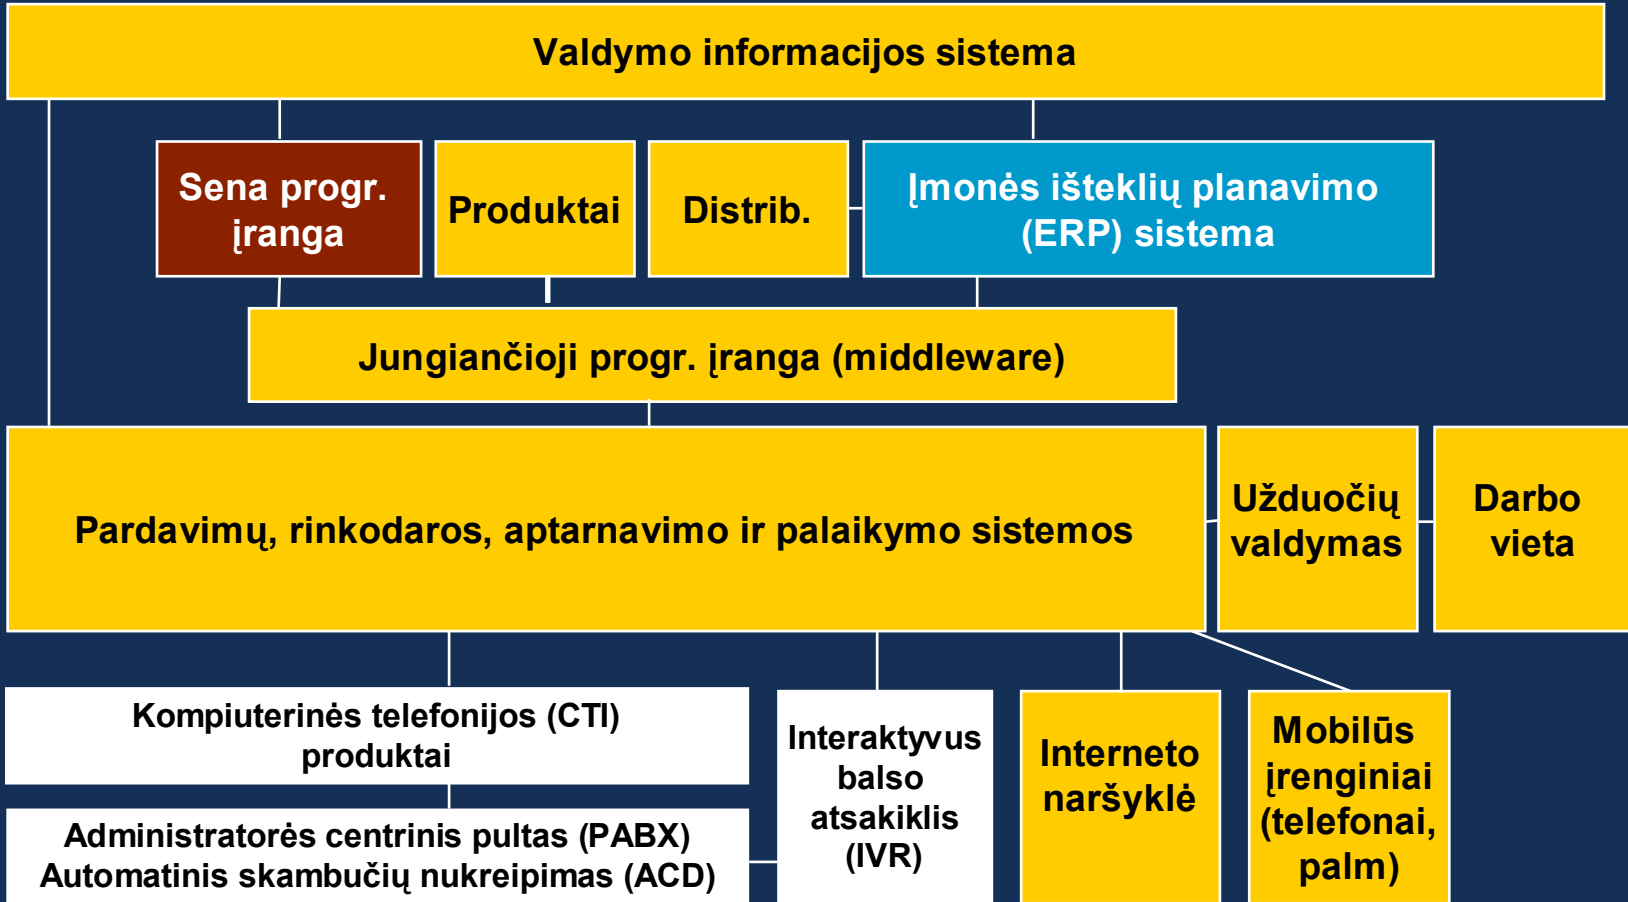 Valdymo informacijos sistema
Sena progr.
įranga
Produktai
Distrib.
Įmonės išteklių planavimo
(ERP) sistema
Jungiančioji progr. įranga (middleware)
Pardavimų, rinkodaros, aptarnavimo ir palaikymo sistemos
Užduočių
valdymas
Darbo
vieta
Kompiuterinės telefonijos (CTI)
produktai
Administratorės centrinis pultas (PABX)
Automatinis skambučių nukreipimas (ACD)
Interaktyvus
balso
atsakiklis
(IVR)
Interneto
naršyklė
Mobilūs
įrenginiai
(telefonai,
palm)